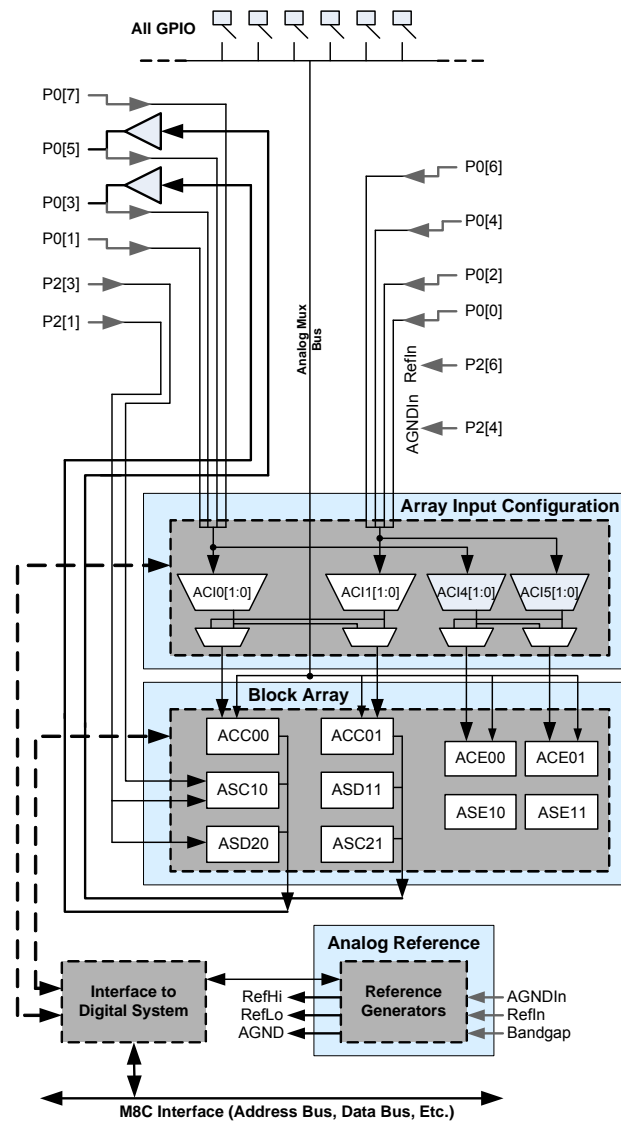 All GPIO
P0[7]
P0[5]
P0[3]
P0[1]
P2[3]
P2[1]
P0[6]
P0[4]
P0[2]
P0[0]
P2[6]
P2[4]
Analog Mux
Bus
RefIn
AGNDIn
Array Input Configuration
ACI0[1:0]
ACI1[1:0]
ACI4[1:0]
ACI5[1:0]
Block Array
ACC00
ACC01
ACE00
ACE01
ASC10
ASD11
ASE10
ASE11
ASD20
ASC21
Analog Reference
Interface to
Digital System
RefHi
RefLo
AGND
Reference
Generators
AGNDIn
RefIn
Bandgap
M8C Interface (Address Bus, Data Bus, Etc.)